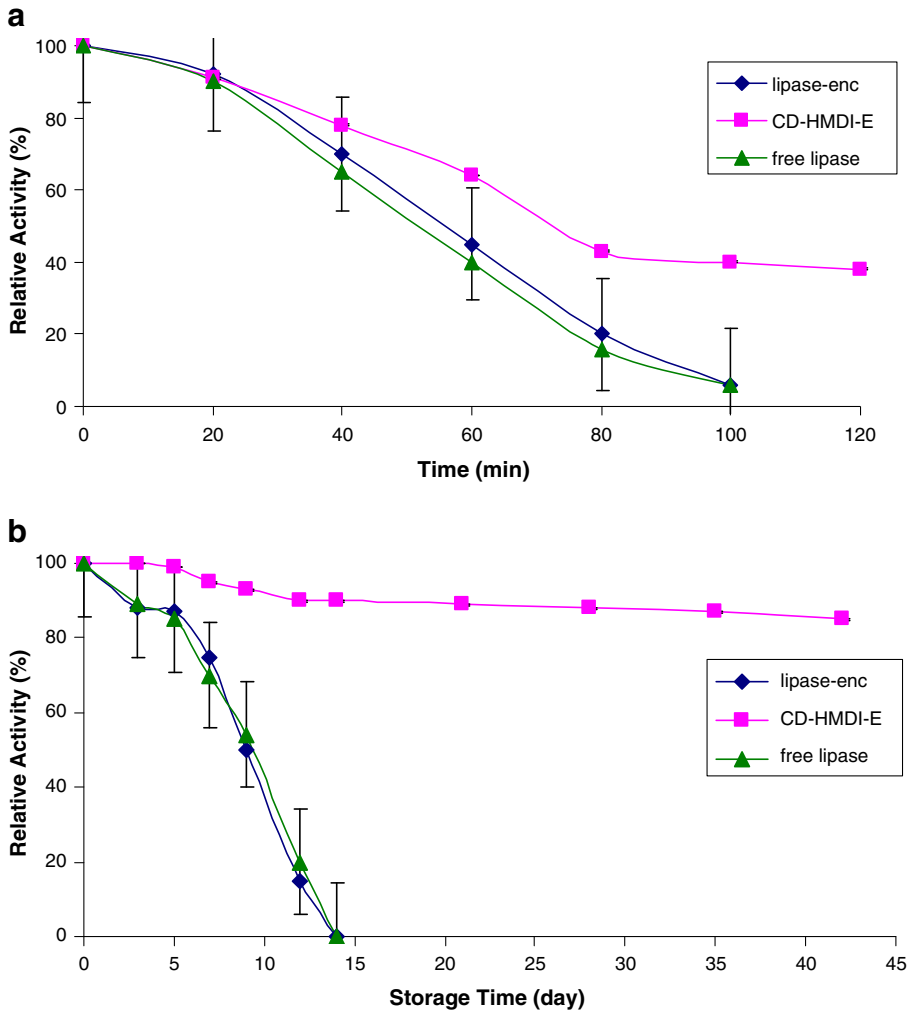 a
Relative Activity (%)
100
80
60
40
20
0
0 20 40 60 80 100 120
Time (min)
lipase-enc
CD-HMDI-E
free lipase
b
Relative Activity (%)
100
80
60
40
20
0
0 5 10 15 20 25 30 35 40 45
Storage Time (day)
lipase-enc
CD-HMDI-E
free lipase